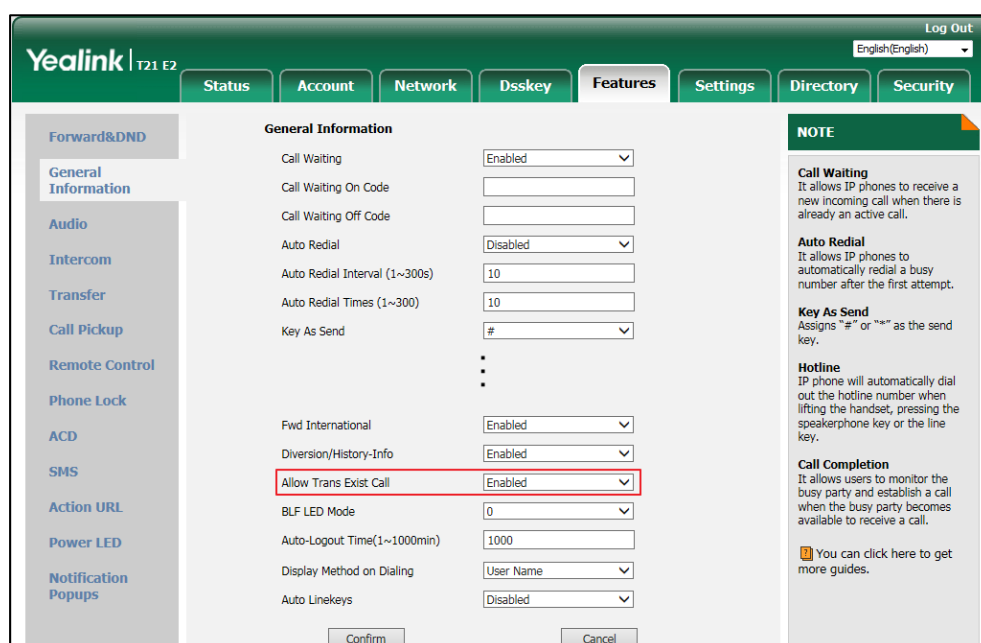 Log Out
Yealink T21 E2
English(English)
Status Account Network Dsskey Features Settings Directory Security
Forward&DND
General
Information
Audio
Intercom
Transfer
Call Pickup
Remote Control
Phone Lock
ACD
SMS
Action URL
Power LED
Notification
Popups
General Information
Call Waiting Enabled
Call Waiting On Code
Call Waiting Off Code
Auto Redial Disabled
Auto Redial Interval (1~300s) 10
Auto Redial Times (1~300) 10
Key As Send #
Fwd International Enabled
Diversion/History-Info Enabled
Allow Trans Exist Call Enabled
BLF LED Mode 0
Auto-Logout Time(1~1000min) 1000
Display Method on Dialing User Name
Auto Linekeys Disabled
Confirm Cancel
NOTE
Call Waiting
It allows IP phones to receive a
new incoming call when there is
already an active call.
Auto Redial
It allows IP phones to
automatically redial a busy
number after the first attempt.
Key As Send
Assigns "#" or "*" as the send
key.
Hotline
IP phone will automatically dial
out the hotline number when
lifting the handset, pressing the
speakerphone key or the line
key.
Call Completion
It allows users to monitor the
busy party and establish a call
when the busy party becomes
available to receive a call.
You can click here to get
more guides.